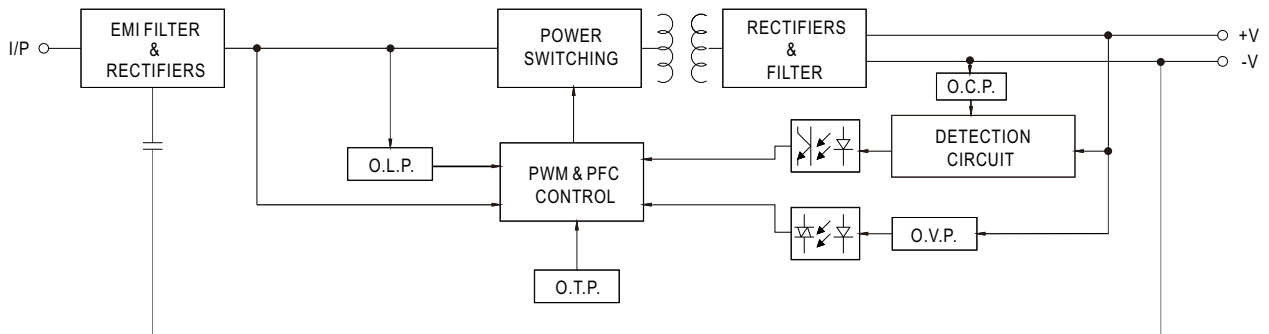 I/P
EMI FILTER
&
RECTIFIERS
POWER
SWITCHING
RECTIFIERS
&
FILTER
+V
-V
O.C.P.
DETECTION
CIRCUIT
O.L.P.
PWM & PFC
CONTROL
O.V.P.
O.T.P.